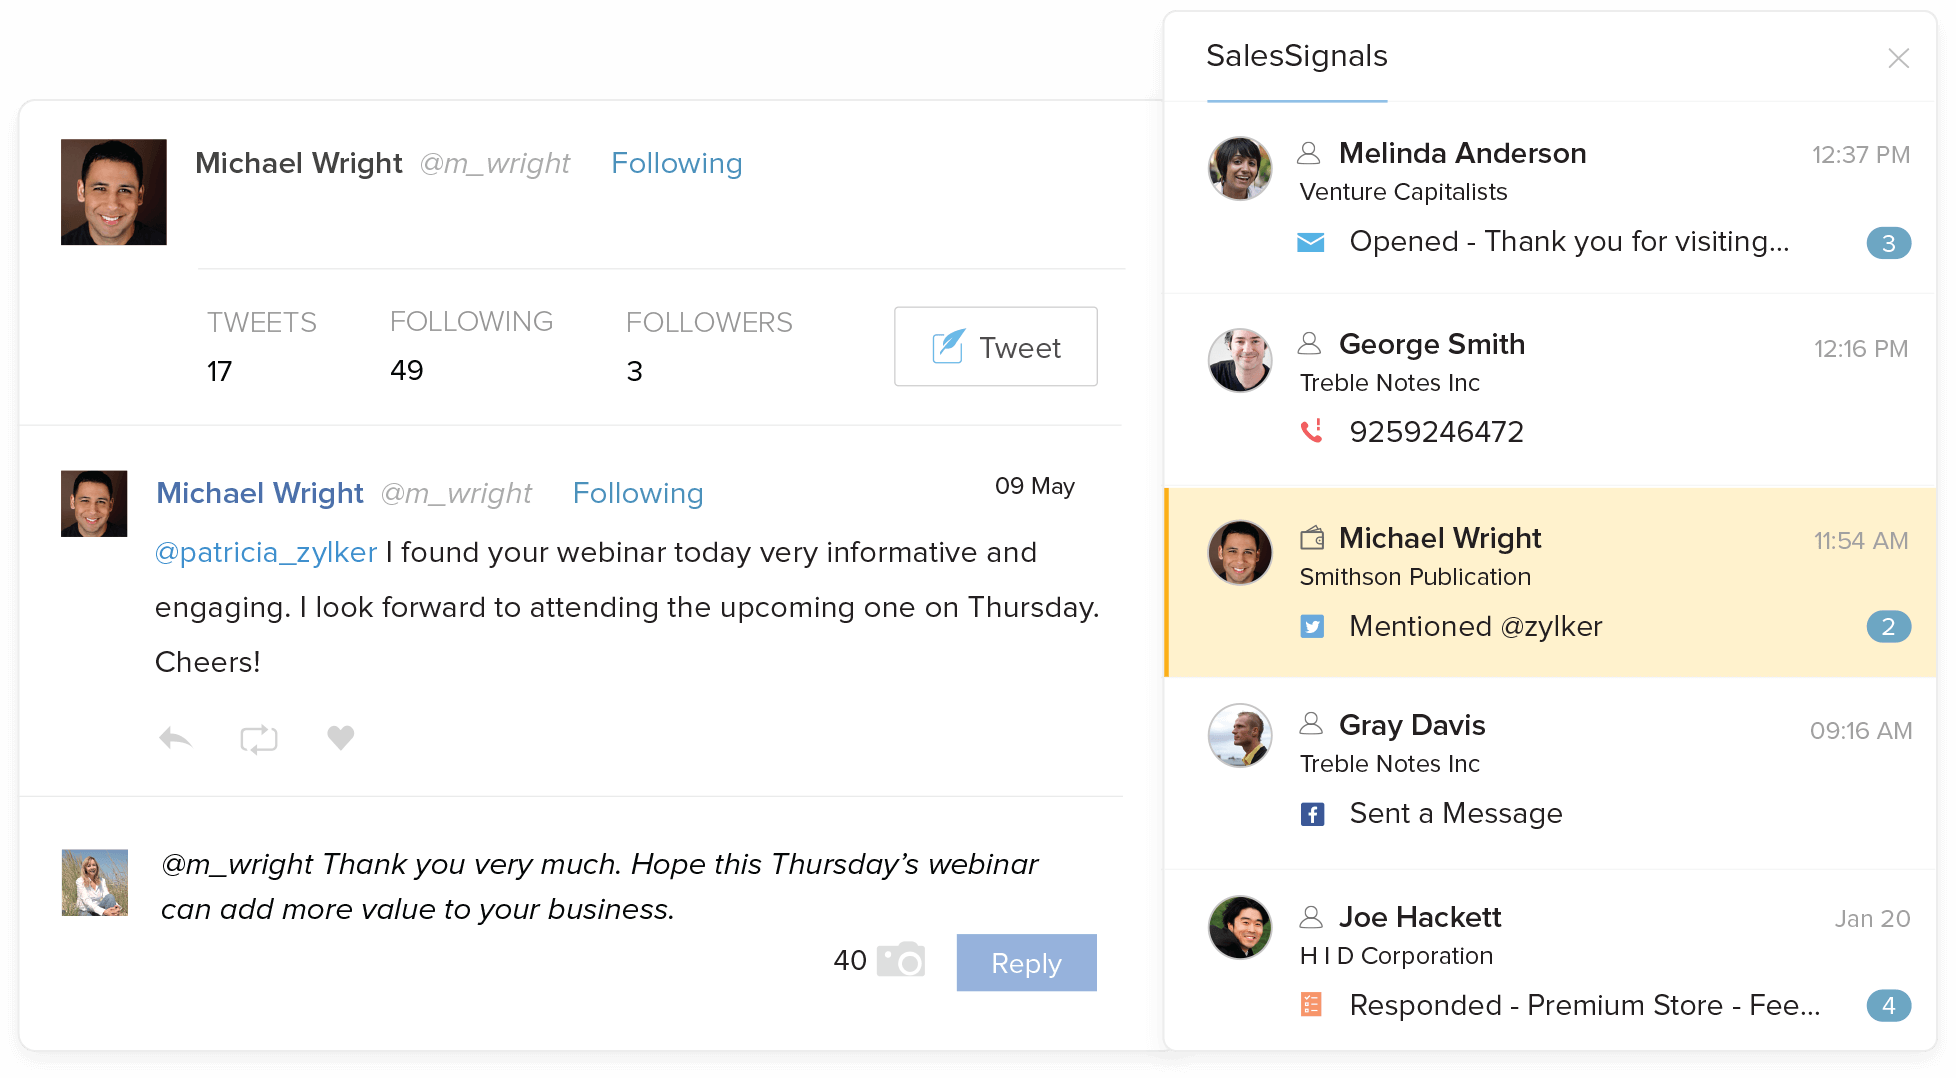 Michael Wright @m_wright Following
TWEETS FOLLOWING FOLLOWERS
17 49 3
Tweet
Michael Wright @m_wright Following 09 May
@patricia_zylker I found your webinar today very informative and
engaging. I look forward to attending the upcoming one on Thursday.
Cheers!
@m_wright Thank you very much. Hope this Thursday’s webinar
can add more value to your business.
40 Reply
SalesSignals
Melinda Anderson 12:37 PM
Venture Capitalists
Opened - Thank you for visiting... 3
George Smith 12:16 PM
Treble Notes Inc
9259246472
Michael Wright 11:54 AM
Smithson Publication
Mentioned @zylker 2
Gray Davis 09:16 AM
Treble Notes Inc
Sent a Message
Joe Hackett Jan 20
H I D Corporation
Responded - Premium Store - Fee... 4